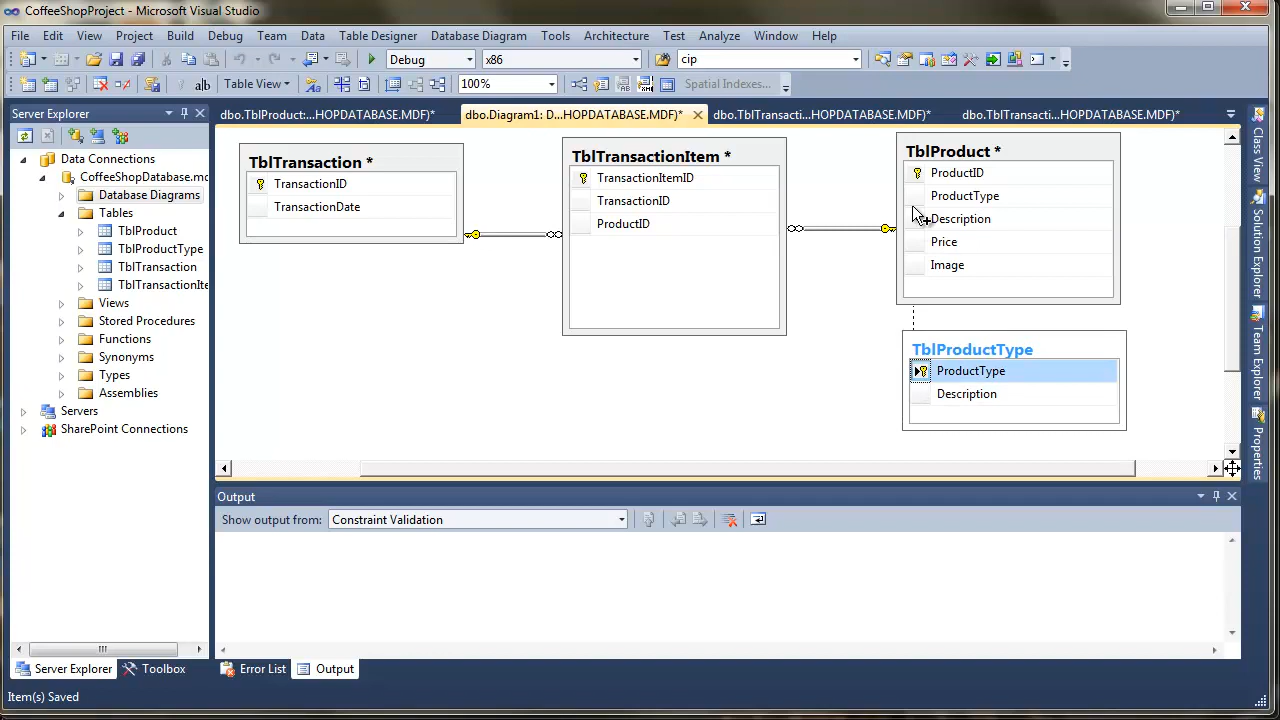 CoffeeShopProject - Microsoft Visual Studio
File Edit View Project Build Debug Team Data Table Designer Database Diagram Tools Architecture Test Analyze Window Help
Debug x86 cip
ab Table View 100% Spatial Indexes...
Server Explorer
dbo.TblProduct:...HOPDATABASE.MDF)* dbo.Diagram1: D...HOPDATABASE.MDF)* dbo.TblTransacti...HOPDATABASE.MDF)* dbo.TblTransacti...HOPDATABASE.MDF)*
Data Connections
CoffeeShopDatabase.mc
Database Diagrams
Tables
TblProduct
TblProductType
TblTransaction
TblTransactionIte
Views
Stored Procedures
Functions
Synonyms
Types
Assemblies
Servers
SharePoint Connections
TblTransaction *
TransactionID
TransactionDate
TblTransactionItem *
TransactionItemID
TransactionID
ProductID
TblProduct *
ProductID
ProductType
Description
Price
Image
TblProductType
ProductType
Description
Class View
Solution Explorer
Team Explorer
Properties
Output
Show output from: Constraint Validation
Server Explorer Toolbox Error List Output
Item(s) Saved